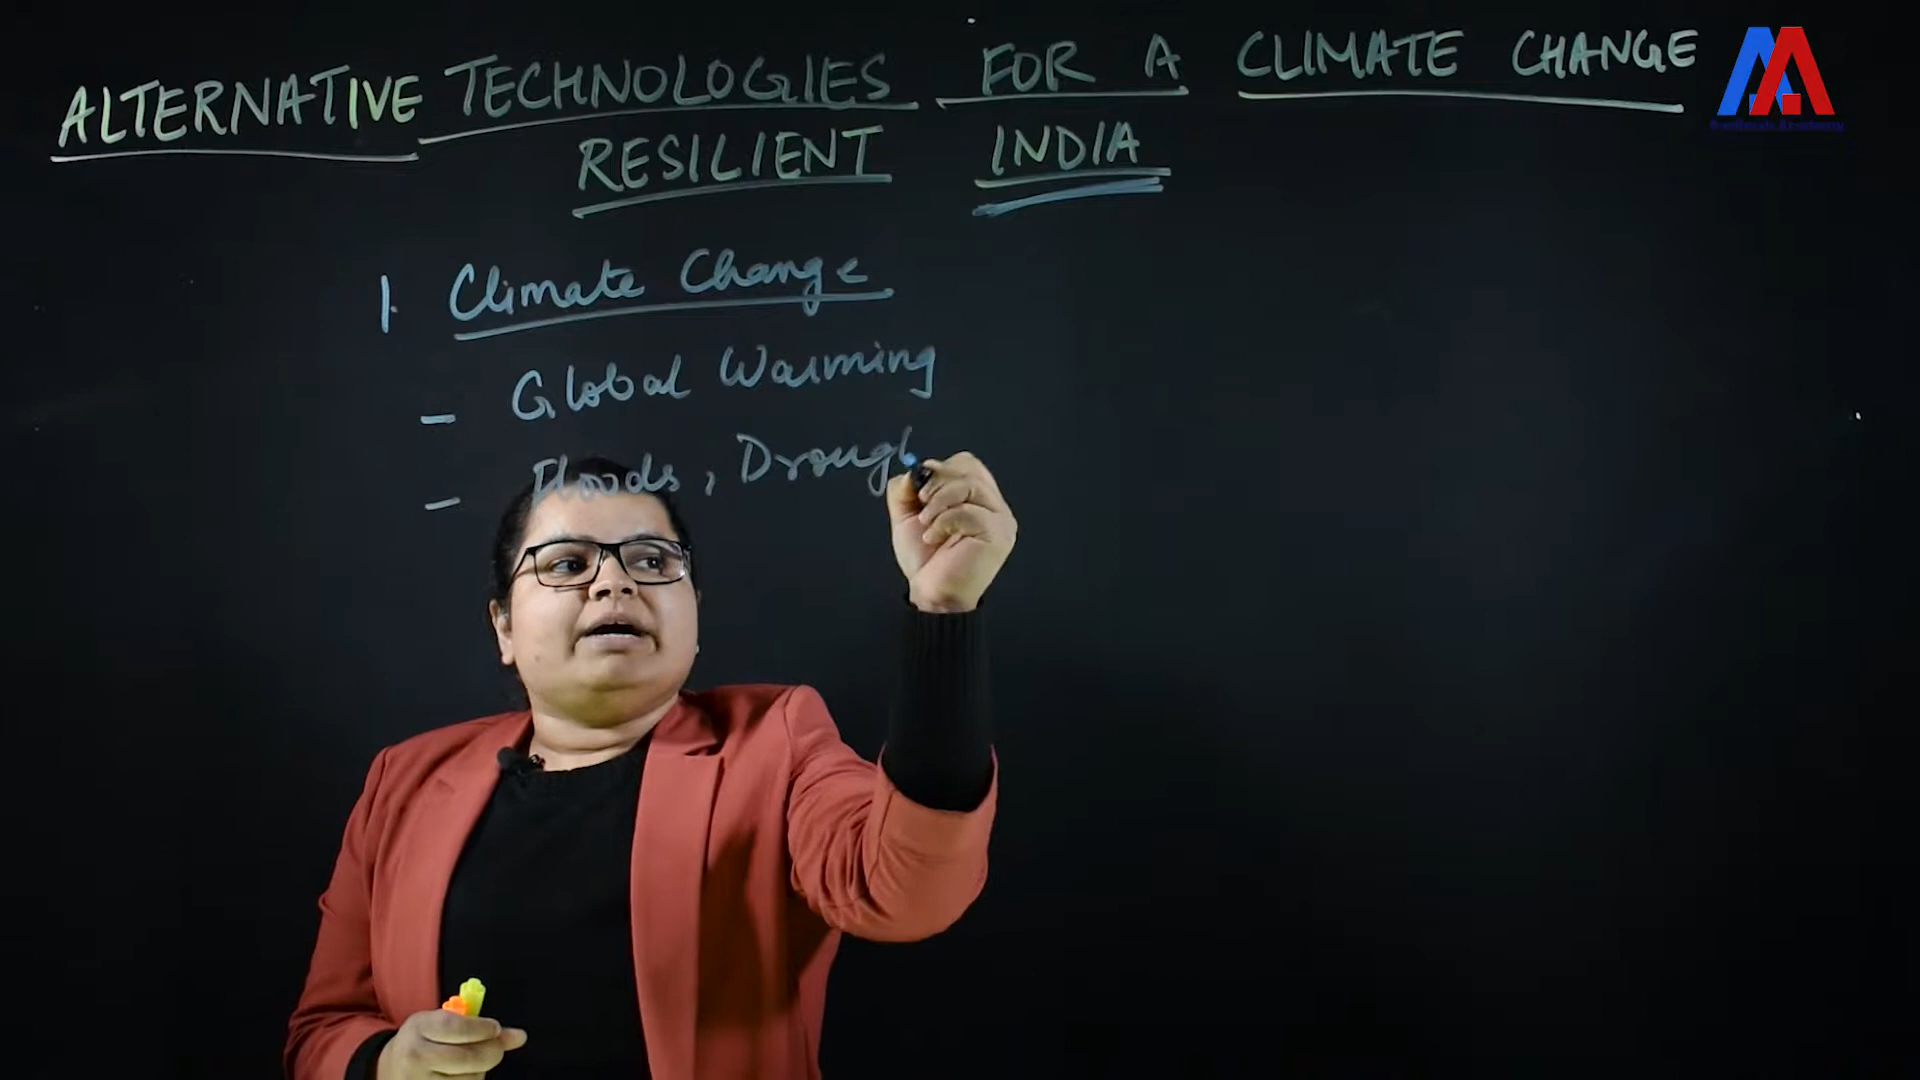 ALTERNATIVE TECHNOLOGIES FOR A CLIMATE CHANGE
RESILIENT INDIA
1. Climate Change
- Global Warming
- Floods, Drough